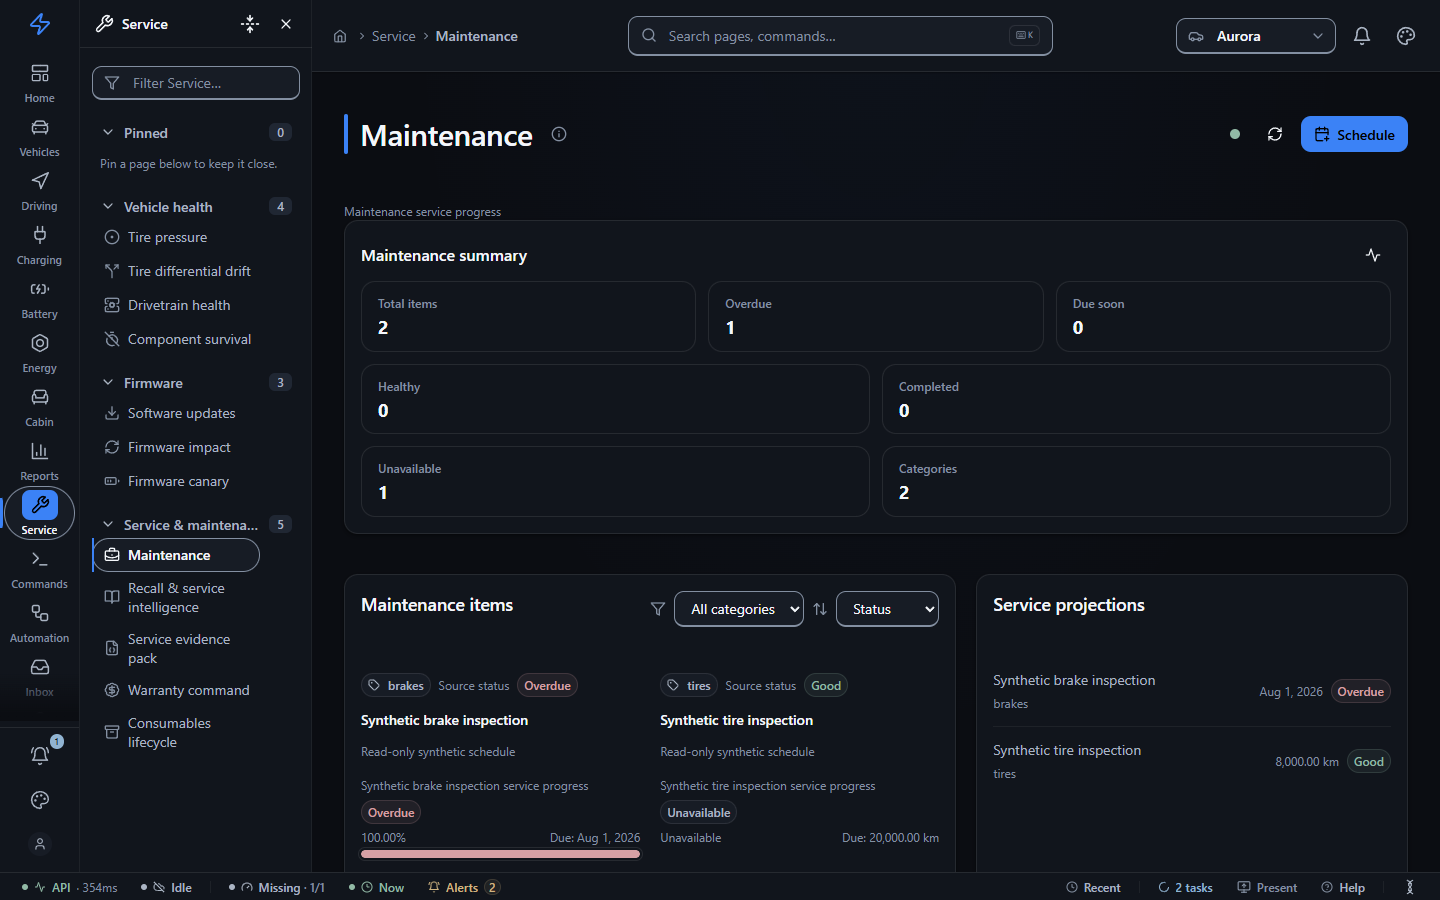 Service
Service
Maintenance
Search pages, commands...
K
Aurora
Home
Vehicles
Driving
Charging
Battery
Energy
Cabin
Reports
Service
Commands
Automation
Inbox
1
Filter Service...
Pinned
0
Pin a page below to keep it close.
Vehicle health
4
Tire pressure
Tire differential drift
Drivetrain health
Component survival
Firmware
3
Software updates
Firmware impact
Firmware canary
Service & maintena...
5
Maintenance
Recall & service
intelligence
Service evidence
pack
Warranty command
Consumables
lifecycle
Maintenance
Schedule
Maintenance service progress
Maintenance summary
Total items
2
Overdue
1
Due soon
0
Healthy
0
Completed
0
Unavailable
1
Categories
2
Maintenance items
All categories
Status
brakes Source status Overdue
Synthetic brake inspection
Read-only synthetic schedule
Synthetic brake inspection service progress
Overdue
100.00% Due: Aug 1, 2026
tires Source status Good
Synthetic tire inspection
Read-only synthetic schedule
Synthetic tire inspection service progress
Unavailable
Unavailable Due: 20,000.00 km
Service projections
Synthetic brake inspection
brakes
Aug 1, 2026 Overdue
Synthetic tire inspection
tires
8,000.00 km Good
API · 354ms Idle Missing · 1/1 Now Alerts 2 Recent 2 tasks Present Help